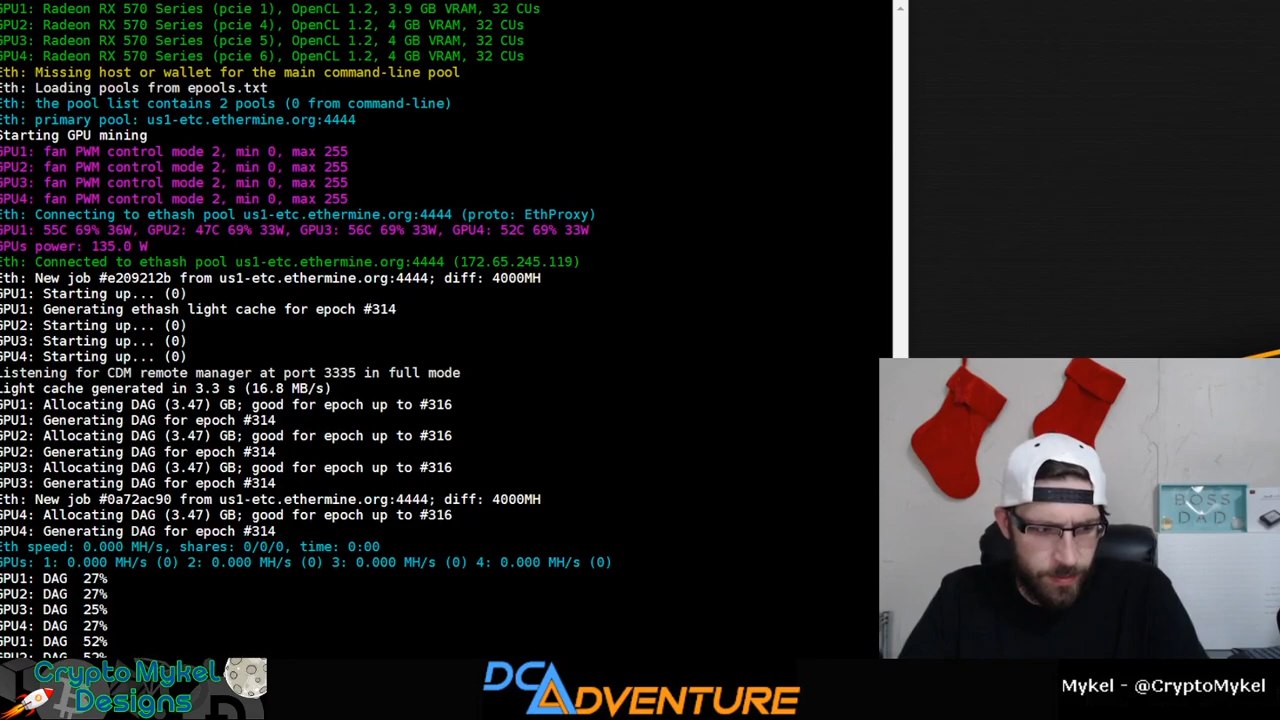 GPU1: Radeon RX 570 Series (pcie 1), OpenCL 1.2, 3.9 GB VRAM, 32 CUs
GPU2: Radeon RX 570 Series (pcie 4), OpenCL 1.2, 4 GB VRAM, 32 CUs
GPU3: Radeon RX 570 Series (pcie 5), OpenCL 1.2, 4 GB VRAM, 32 CUs
GPU4: Radeon RX 570 Series (pcie 6), OpenCL 1.2, 4 GB VRAM, 32 CUs
Eth: Missing host or wallet for the main command-line pool
Eth: Loading pools from epools.txt
Eth: the pool list contains 2 pools (0 from command-line)
Eth: primary pool: us1-etc.ethermine.org:4444
Starting GPU mining
GPU1: fan PWM control mode 2, min 0, max 255
GPU2: fan PWM control mode 2, min 0, max 255
GPU3: fan PWM control mode 2, min 0, max 255
GPU4: fan PWM control mode 2, min 0, max 255
Eth: Connecting to ethash pool us1-etc.ethermine.org:4444 (proto: EthProxy)
GPU1: 55C 69% 36W, GPU2: 47C 69% 33W, GPU3: 56C 69% 33W, GPU4: 52C 69% 33W
GPUs power: 135.0 W
Eth: Connected to ethash pool us1-etc.ethermine.org:4444 (172.65.245.119)
Eth: New job #e209212b from us1-etc.ethermine.org:4444; diff: 4000MH
GPU1: Starting up... (0)
GPU1: Generating ethash light cache for epoch #314
GPU2: Starting up... (0)
GPU3: Starting up... (0)
GPU4: Starting up... (0)
Listening for CDM remote manager at port 3335 in full mode
Light cache generated in 3.3 s (16.8 MB/s)
GPU1: Allocating DAG (3.47) GB; good for epoch up to #316
GPU1: Generating DAG for epoch #314
GPU2: Allocating DAG (3.47) GB; good for epoch up to #316
GPU2: Generating DAG for epoch #314
GPU3: Allocating DAG (3.47) GB; good for epoch up to #316
GPU3: Generating DAG for epoch #314
Eth: New job #0a72ac90 from us1-etc.ethermine.org:4444; diff: 4000MH
GPU4: Allocating DAG (3.47) GB; good for epoch up to #316
GPU4: Generating DAG for epoch #314
Eth speed: 0.000 MH/s, shares: 0/0/0, time: 0:00
GPUs: 1: 0.000 MH/s (0) 2: 0.000 MH/s (0) 3: 0.000 MH/s (0) 4: 0.000 MH/s (0)
GPU1: DAG 27%
GPU2: DAG 27%
GPU3: DAG 25%
GPU4: DAG 27%
GPU1: DAG 52%
GPU2: DAG 52%
BOSS
DAD
Crypto Mykel
Designs
DCADVENTURE
Mykel - @CryptoMykel